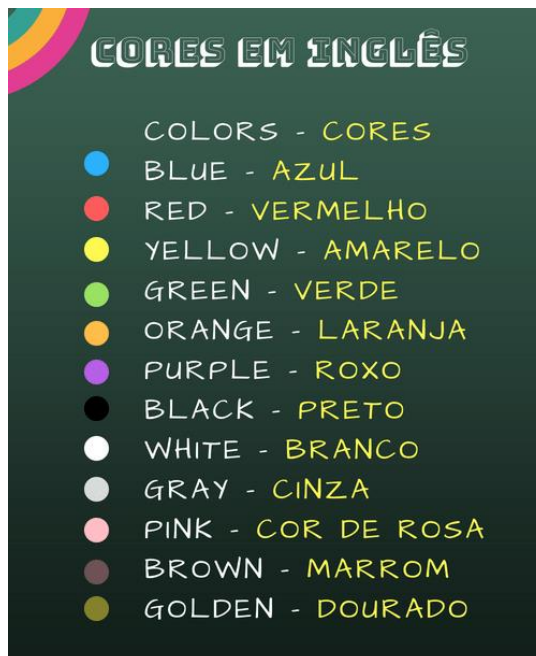 CORES EM INGLÊS
COLORS - CORES
BLUE - AZUL
RED - VERMELHO
YELLOW - AMARELO
GREEN - VERDE
ORANGE - LARANJA
PURPLE - ROXO
BLACK - PRETO
WHITE - BRANCO
GRAY - CINZA
PINK - COR DE ROSA
BROWN - MARROM
GOLDEN - DOURADO